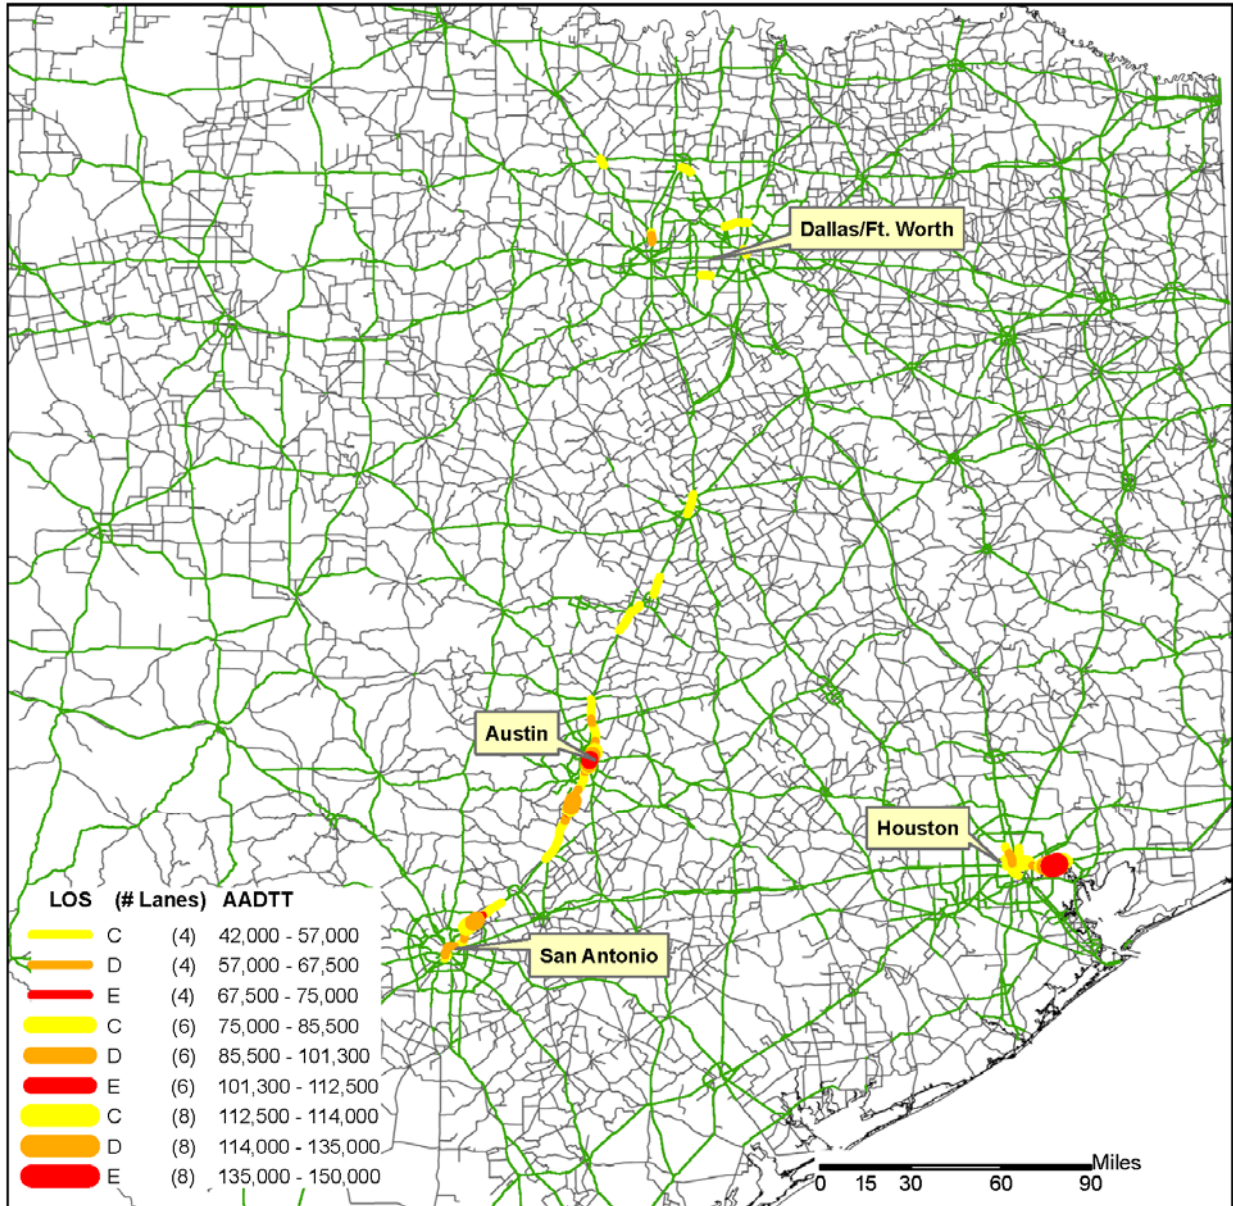 Dallas/Ft. Worth
Austin
Houston
San Antonio
LOS (# Lanes) AADTT
C (4) 42,000 - 57,000
D (4) 57,000 - 67,500
E (4) 67,500 - 75,000
C (6) 75,000 - 85,500
D (6) 85,500 - 101,300
E (6) 101,300 - 112,500
C (8) 112,500 - 114,000
D (8) 114,000 - 135,000
E (8) 135,000 - 150,000
Miles
0 15 30 60 90